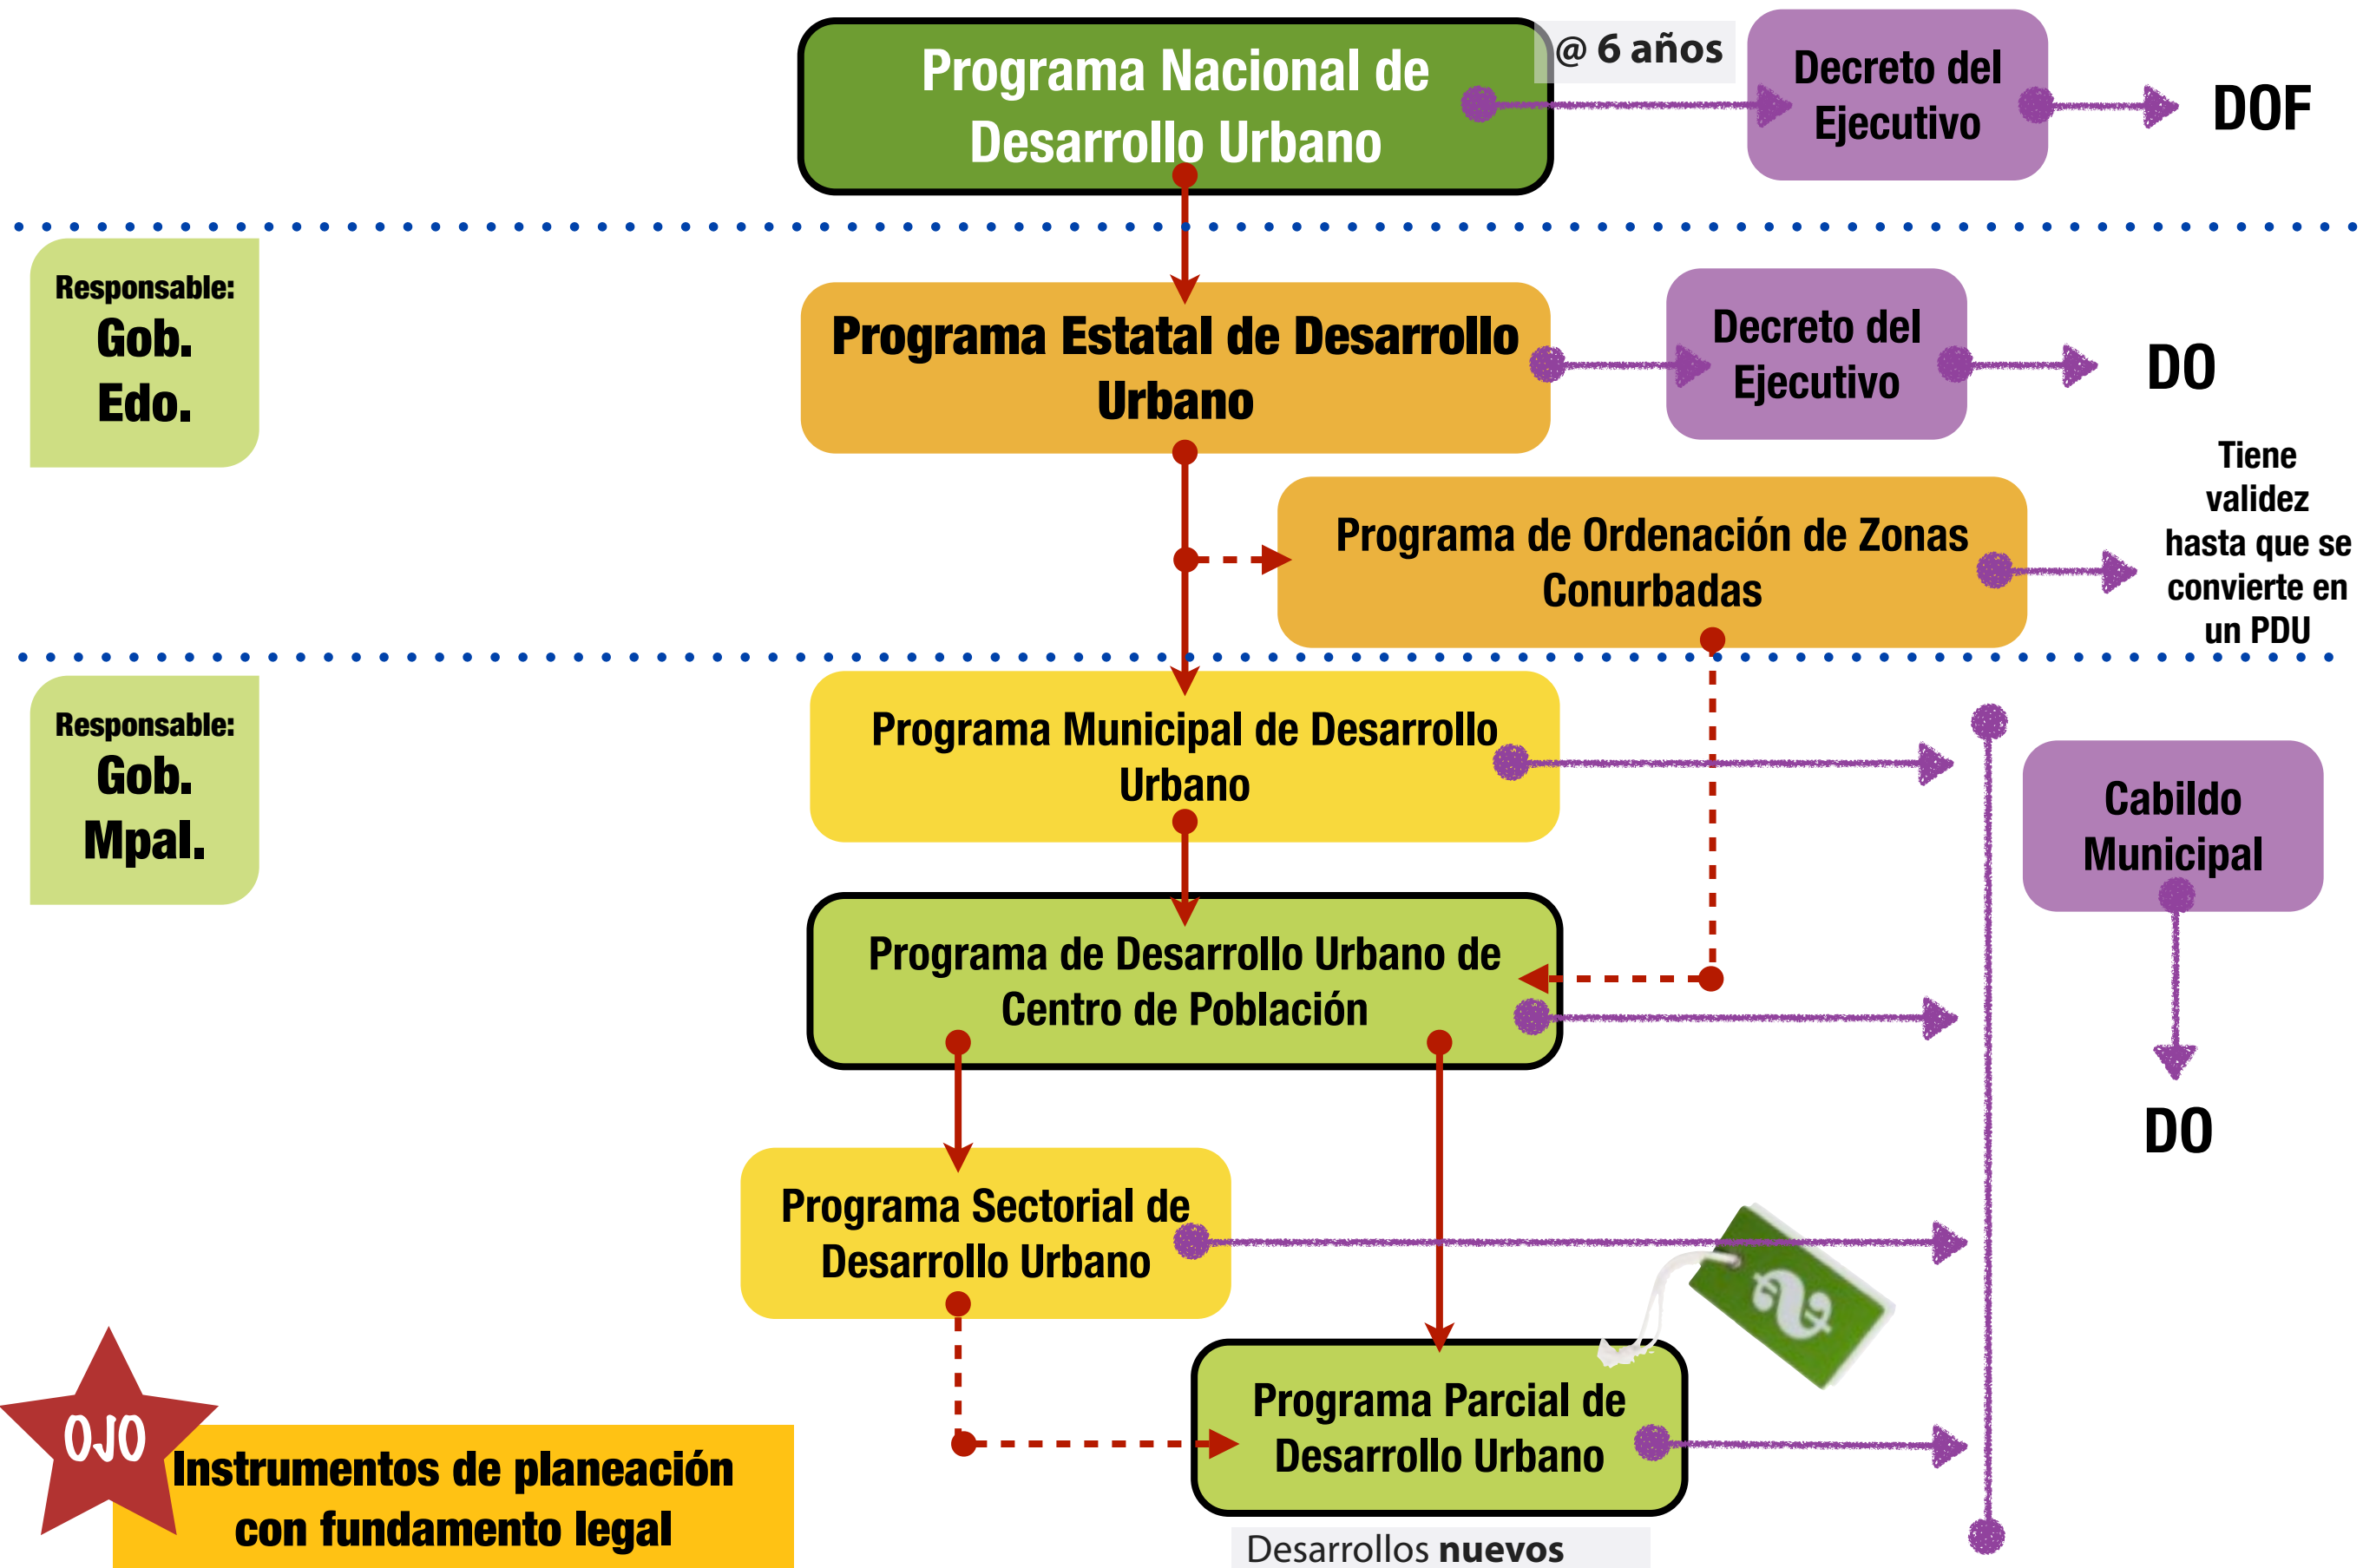 Programa Nacional de
Desarrollo Urbano
@ 6 años
Decreto del
Ejecutivo
DOF
Responsable:
Gob.
Edo.
Programa Estatal de Desarrollo
Urbano
Decreto del
Ejecutivo
DO
Programa de Ordenación de Zonas
Conurbadas
Tiene
validez
hasta que se
convierte en
un PDU
Responsable:
Gob.
Mpal.
Programa Municipal de Desarrollo
Urbano
Cabildo
Municipal
Programa de Desarrollo Urbano de
Centro de Población
DO
Programa Sectorial de
Desarrollo Urbano
$
Programa Parcial de
Desarrollo Urbano
OJO
Instrumentos de planeación
con fundamento legal
Desarrollos nuevos